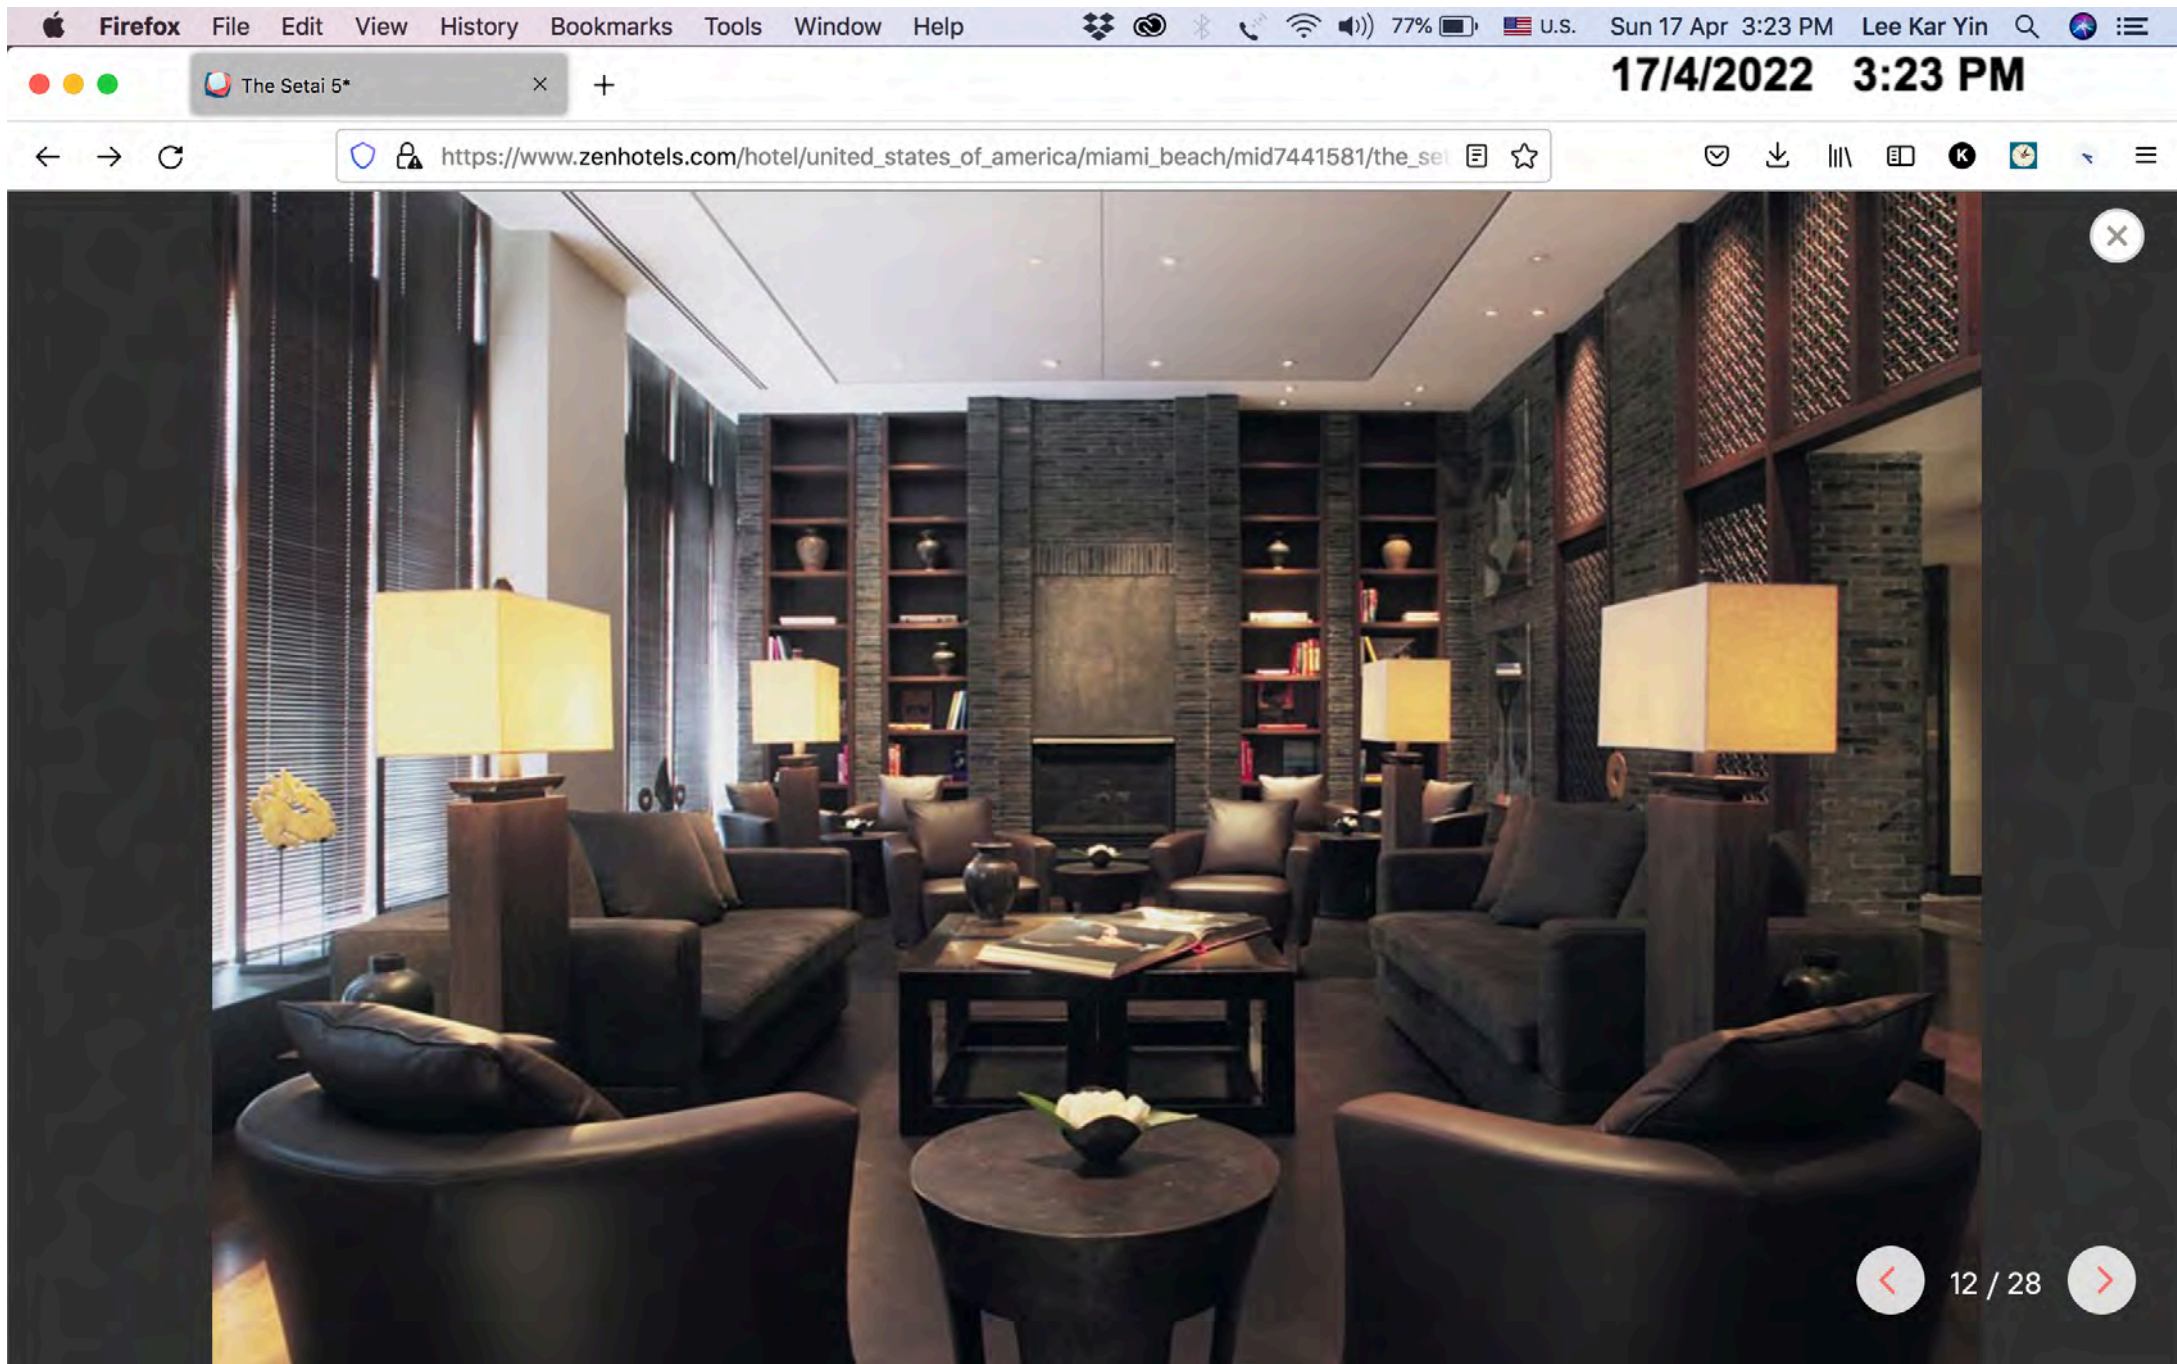 Firefox File Edit View History Bookmarks Tools Window Help 77% U.S. Sun 17 Apr 3:23 PM Lee Kar Yin
The Setai 5*
17/4/2022 3:23 PM
https://www.zenhotels.com/hotel/united_states_of_america/miami_beach/mid7441581/the_se
K
12 / 28